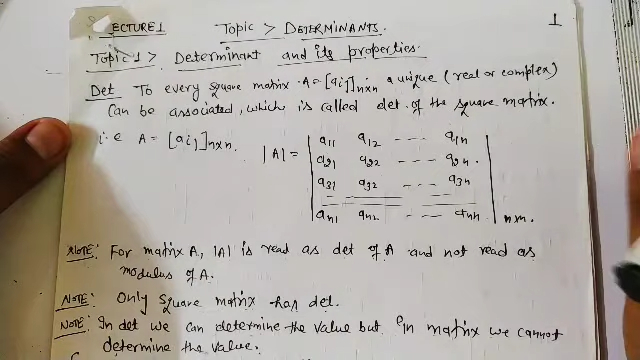 LECTURE 1 Topic > DETERMINANTS. 1
Topic 1 > Determinant and its properties.
Det To every square matrix A = [aij]nxn a unique (real or complex)
Can be associated, which is called det. of the square matrix.
i.e A = [aij]nxn. |A| =
a11 a12 ---- a1n
a21 a22 --- a2n.
a31 a32 --- a3n
an1 an2 --- ann
NOTE: For matrix A, |A| is read as det of A and not read as
modulus of A.
NOTE: Only square matrix has det.
NOTE: In det we can determine the value but in matrix we cannot
determine the value.